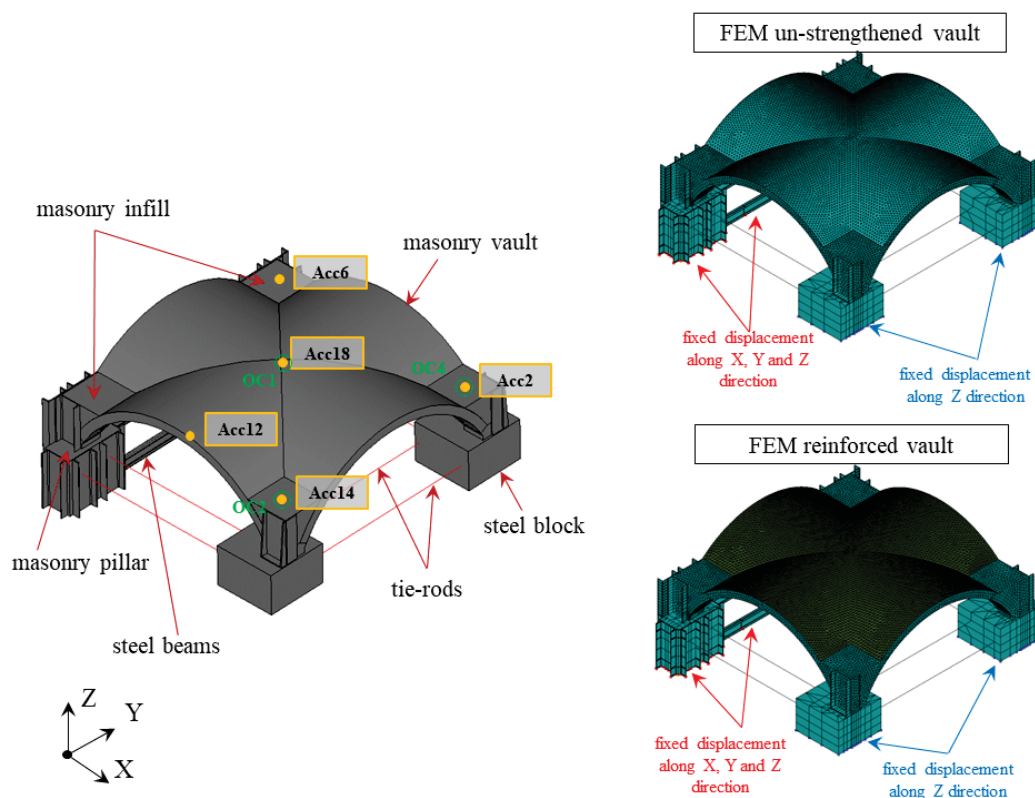 FEM un-strengthened vault
masonry infill
masonry vault
Acc6
Acc18
OC1
OC4
Acc2
Acc12
Acc14
OC2
steel block
masonry pillar
tie-rods
steel beams
Z
Y
X
fixed displacement
along X, Y and Z
direction
fixed displacement
along Z direction
FEM reinforced vault
fixed displacement
along X, Y and Z
direction
fixed displacement
along Z direction